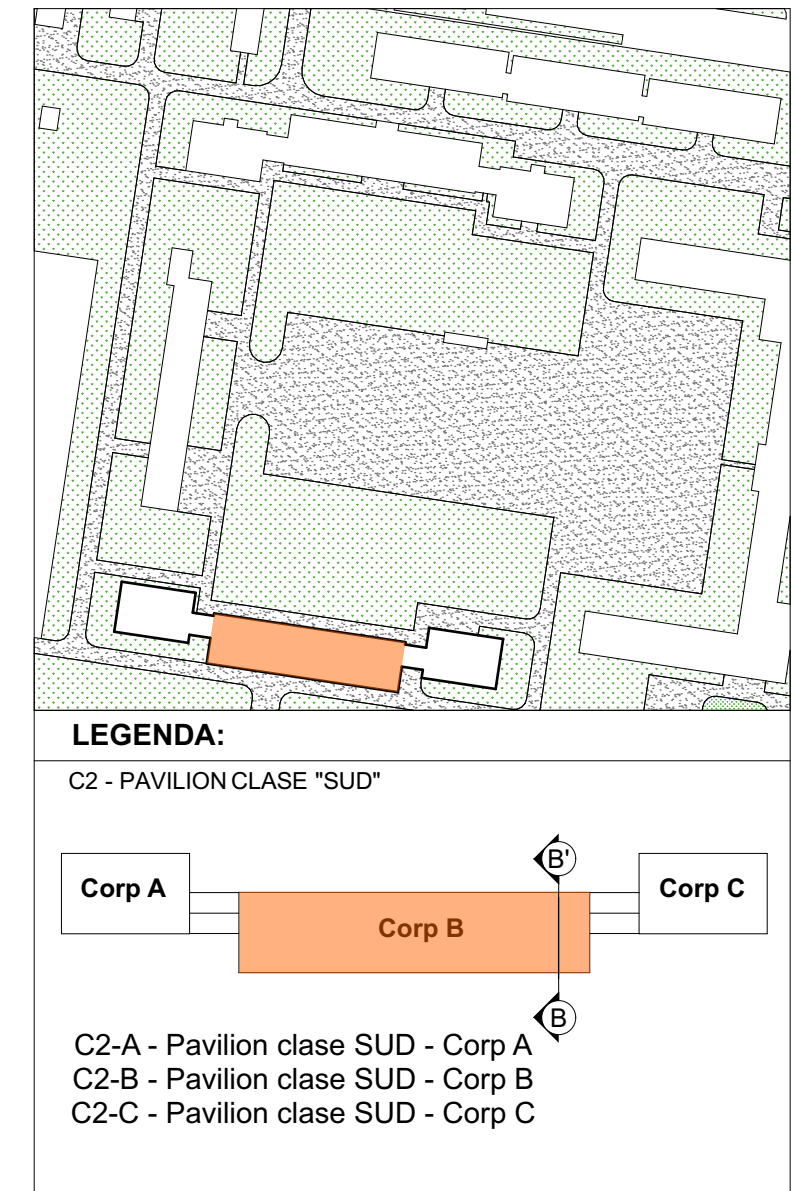 LEGENDA:
C2 - PAVILION CLASE "SUD"
B'
Corp A
Corp C
Corp B
B
C2-A - Pavilion clase SUD - Corp A
C2-B - Pavilion clase SUD - Corp B
C2-C - Pavilion clase SUD - Corp C